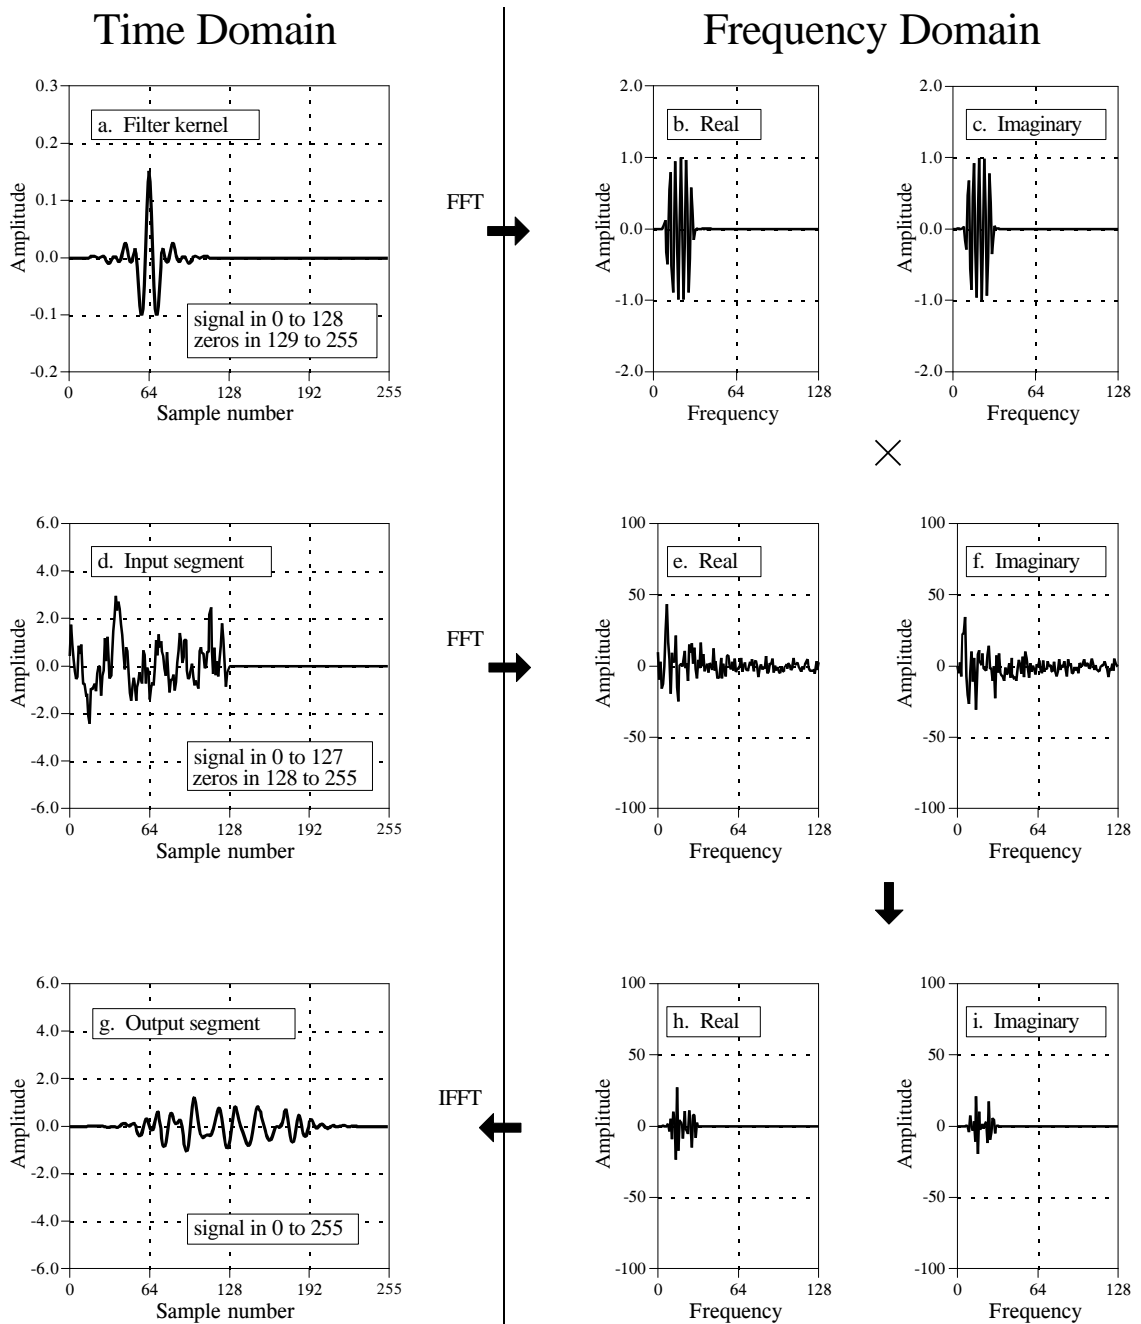 Time Domain
Frequency Domain
0.3
0.2
0.1
0.0
-0.1
-0.2
Amplitude
a. Filter kernel
signal in 0 to 128
zeros in 129 to 255
0 64 128 192 255
Sample number
FFT
2.0
1.0
0.0
-1.0
-2.0
Amplitude
b. Real
0 64 128
Frequency
2.0
1.0
0.0
-1.0
-2.0
Amplitude
c. Imaginary
0 64 128
Frequency
×
6.0
4.0
2.0
0.0
-2.0
-4.0
-6.0
Amplitude
d. Input segment
signal in 0 to 127
zeros in 128 to 255
0 64 128 192 255
Sample number
FFT
100
50
0
-50
-100
Amplitude
e. Real
0 64 128
Frequency
100
50
0
-50
-100
Amplitude
f. Imaginary
0 64 128
Frequency
6.0
4.0
2.0
0.0
-2.0
-4.0
-6.0
Amplitude
g. Output segment
signal in 0 to 255
0 64 128 192 255
Sample number
IFFT
100
50
0
-50
-100
Amplitude
h. Real
0 64 128
Frequency
100
50
0
-50
-100
Amplitude
i. Imaginary
0 64 128
Frequency